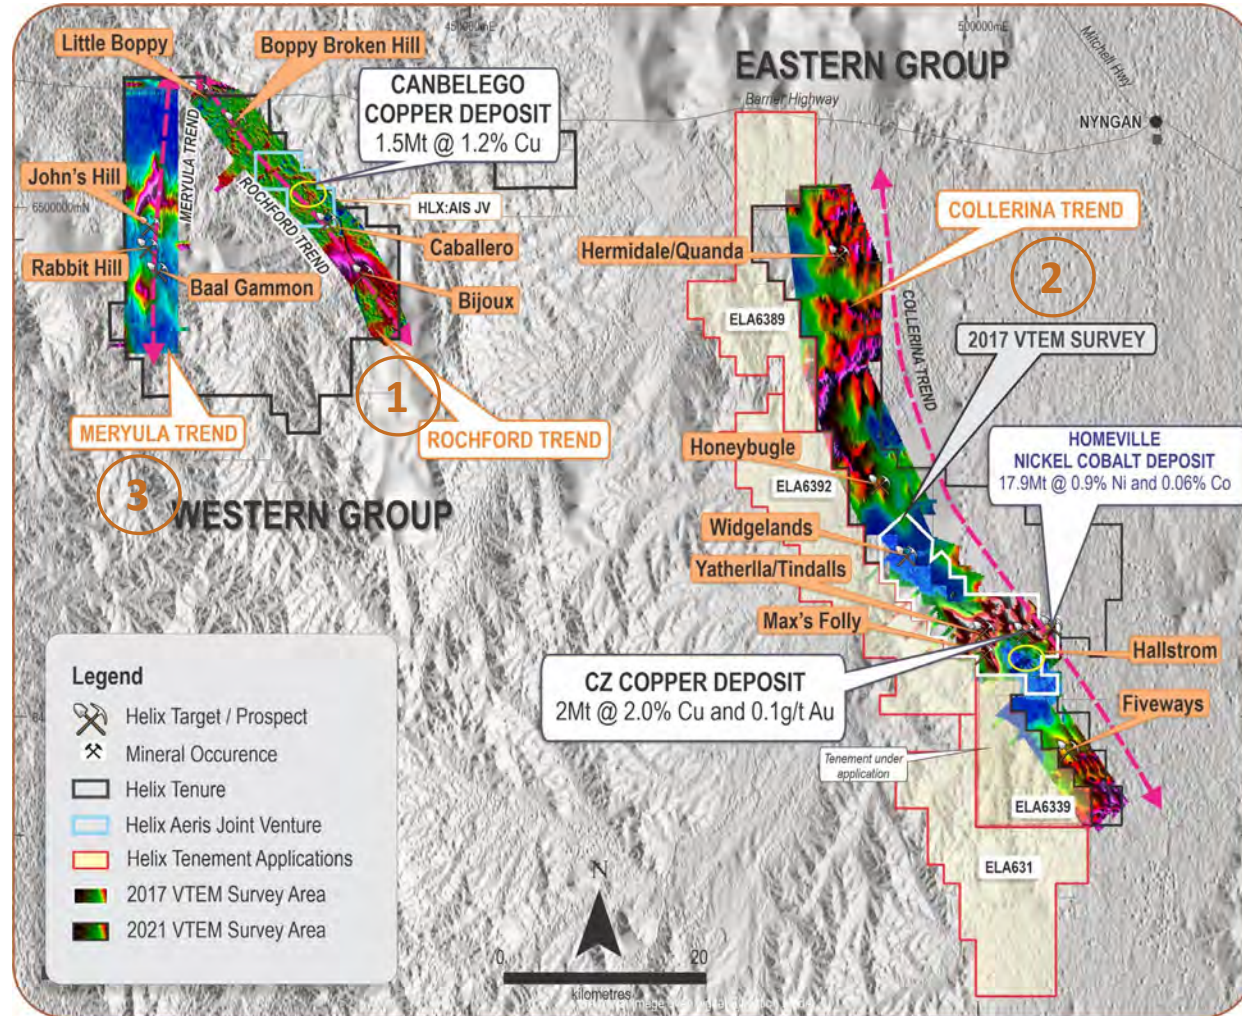 450000mE
500000mE
Little Boppy
Boppy Broken Hill
CANBELEGO
COPPER DEPOSIT
1.5Mt @ 1.2% Cu
EASTERN GROUP
Barrier Highway
Mitchell Hwy
NYNGAN
MERYULA TREND
John's Hill
6500000mN
ROCHFORD TREND
HLX:AIS JV
Caballero
Rabbit Hill
Baal Gammon
Bijoux
COLLERINA TREND
Hermidale/Quanda
2
COLLERINA TREND
ELA6389
2017 VTEM SURVEY
1
MERYULA TREND
ROCHFORD TREND
3
WESTERN GROUP
HOMEVILLE
NICKEL COBALT DEPOSIT
17.9Mt @ 0.9% Ni and 0.06% Co
Honeybugle
ELA6392
Widgelands
Yatherlla/Tindalls
Max's Folly
Hallstrom
CZ COPPER DEPOSIT
2Mt @ 2.0% Cu and 0.1g/t Au
Fiveways
Tenement under
application
ELA6339
ELA631
Legend
Helix Target / Prospect
Mineral Occurence
Helix Tenure
Helix Aeris Joint Venture
Helix Tenement Applications
2017 VTEM Survey Area
2021 VTEM Survey Area
N
0
20
kilometres